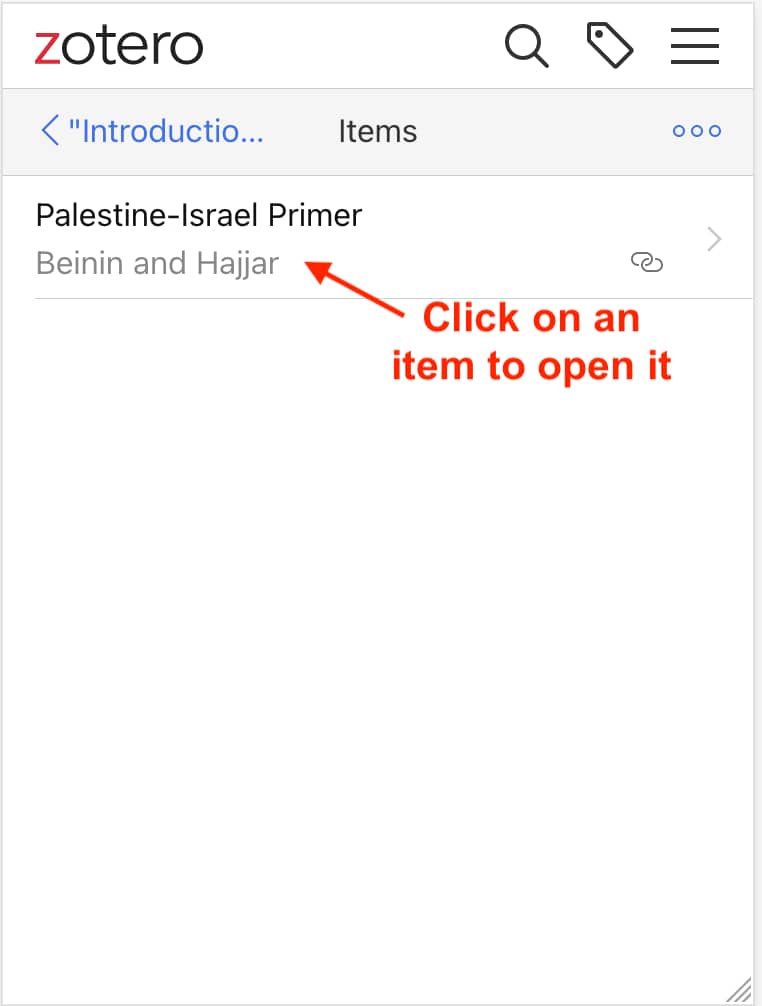 zotero
"Introductio... Items
Palestine-Israel Primer
Beinin and Hajjar
Click on an
item to open it